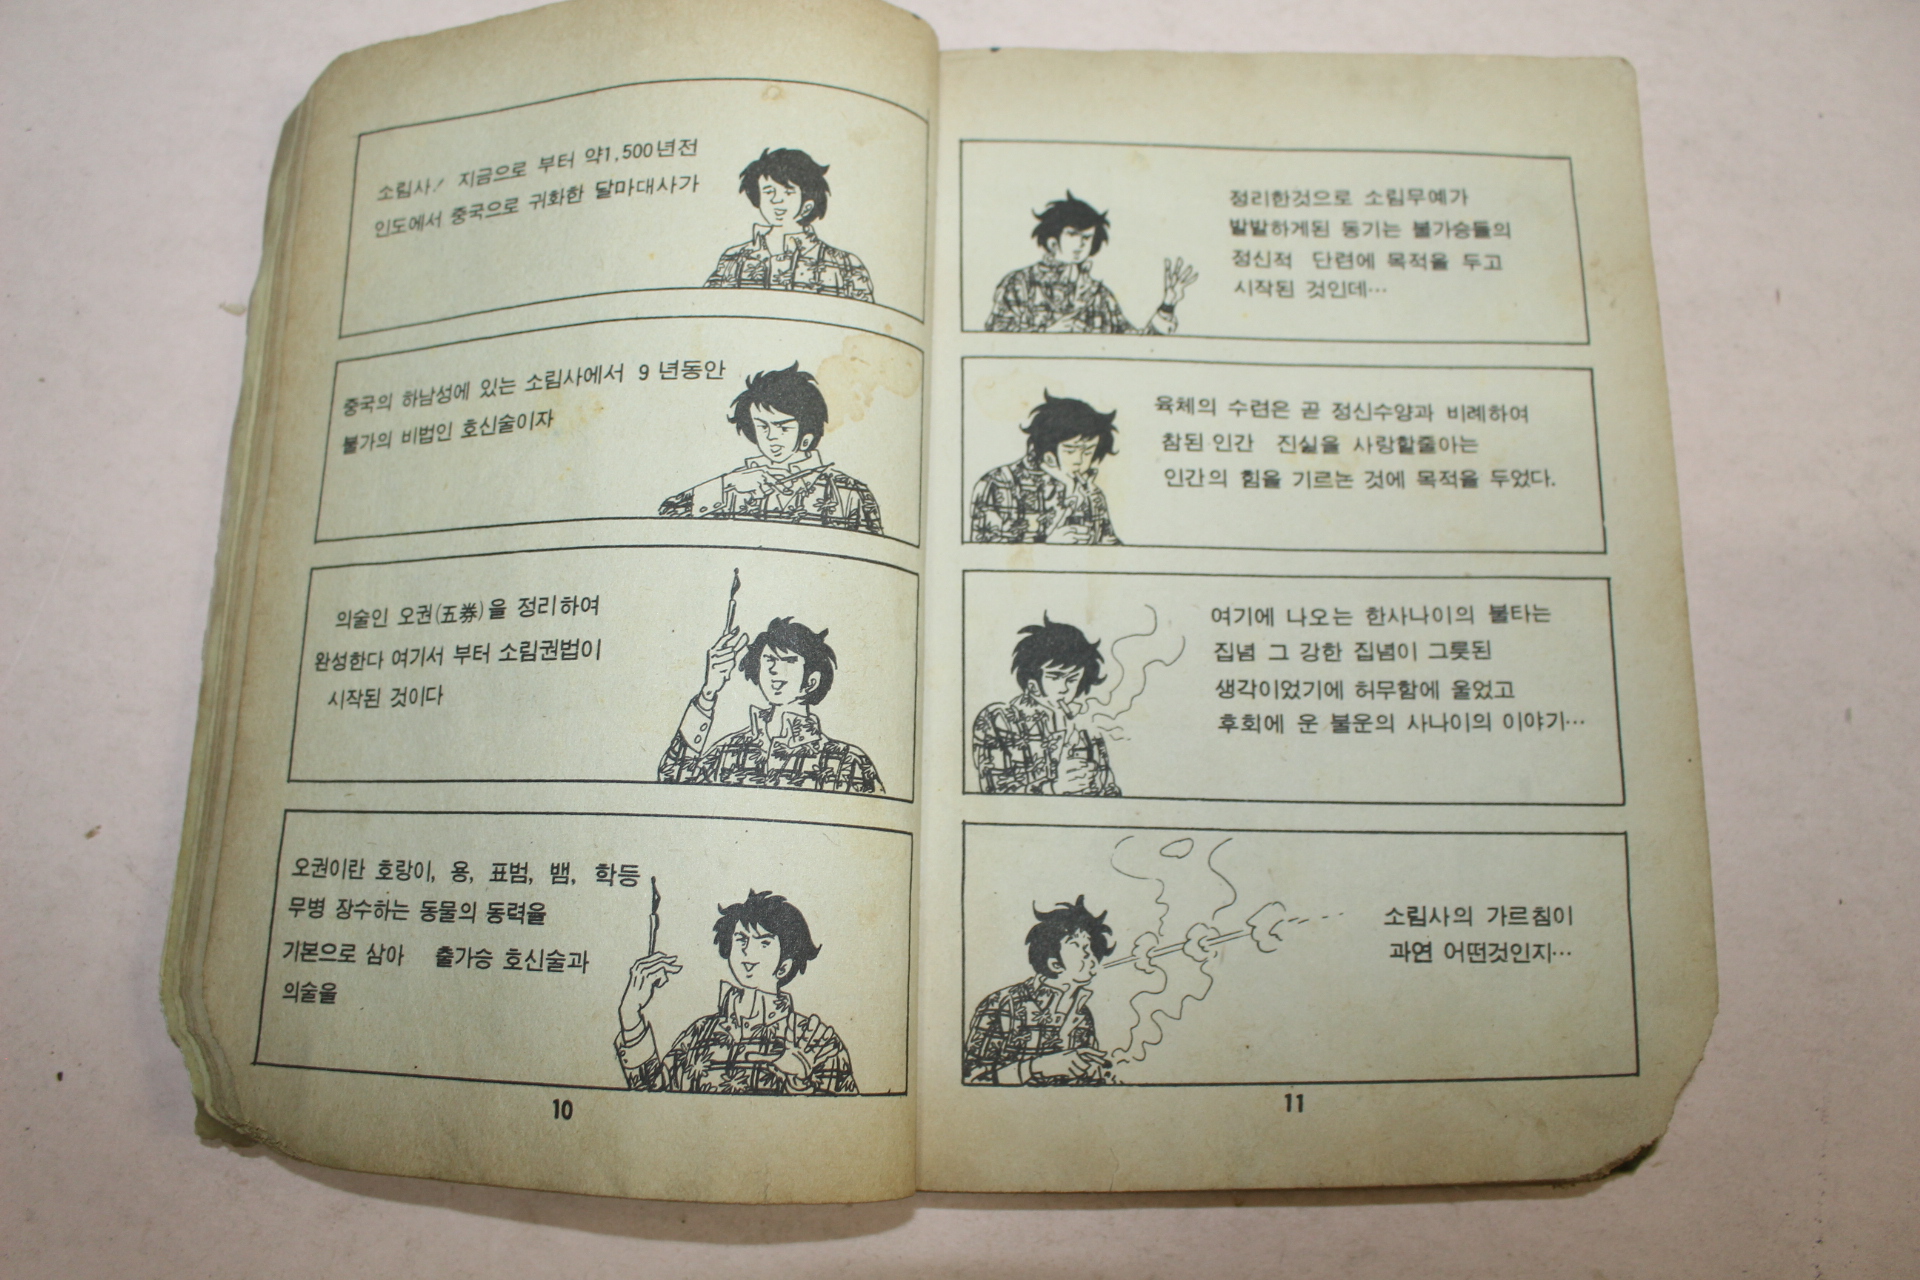 소림사! 지금으로 부터 약1,500년전
인도에서 중국으로 귀화한 달마대사가
중국의 하남성에 있는 소림사에서 9년동안
불가의 비법인 호신술이자
의술인 오권(五券)을 정리하여
완성한다 여기서 부터 소림권법이
시작된 것이다
오권이란 호랑이, 용, 표범, 뱀, 학등
무병 장수하는 동물의 동력을
기본으로 삼아 출가승 호신술과
의술을
10
정리한것으로 소림무예가
발발하게된 동기는 불가승들의
정신적 단련에 목적을 두고
시작된 것인데…
육체의 수련은 곧 정신수양과 비례하여
참된 인간 진실을 사랑할줄아는
인간의 힘을 기르는 것에 목적을 두었다.
여기에 나오는 한사나이의 불타는
집념 그 강한 집념이 그릇된
생각이었기에 허무함에 울었고
후회에 운 불운의 사나이의 이야기…
소림사의 가르침이
과연 어떤것인지…
11